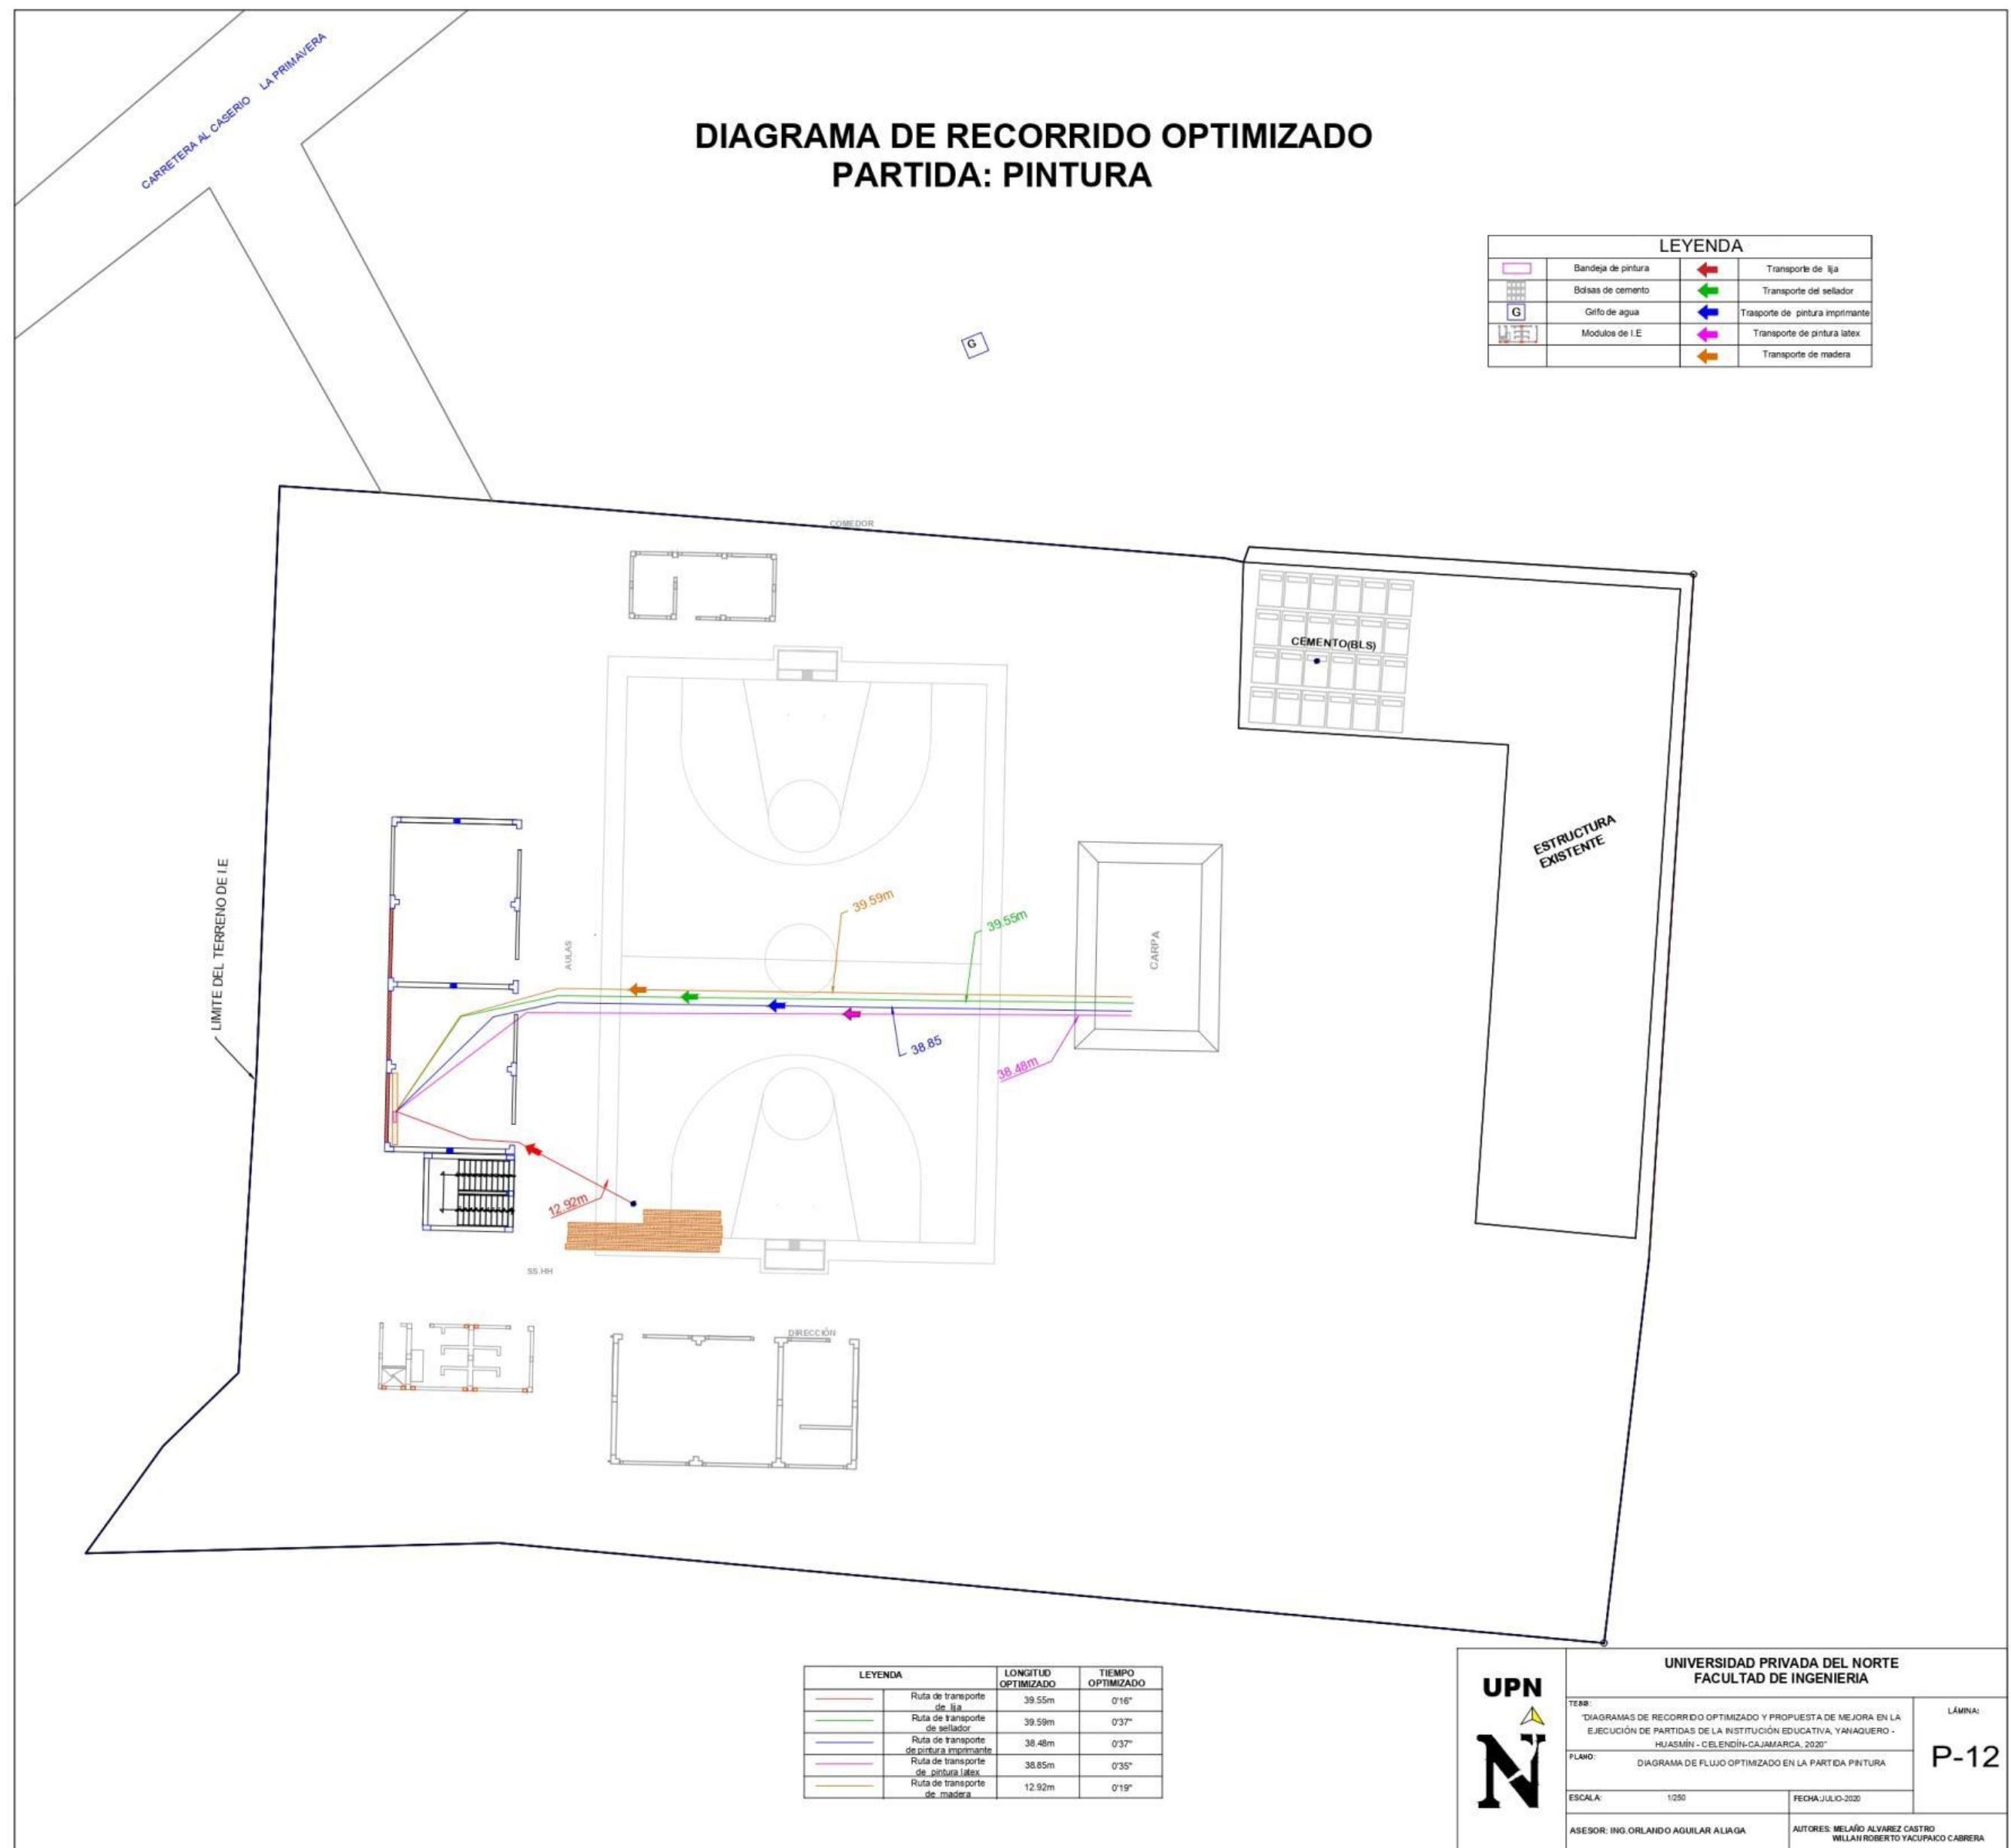 CARRETERA AL CASERIO LA PRIMAVERA
DIAGRAMA DE RECORRIDO OPTIMIZADO
PARTIDA: PINTURA
LEYENDA
Bandeja de pintura Transporte de lija
Bolsas de cemento Transporte del sellador
G Grifo de agua Trasporte de pintura imprimante
Modulos de I.E Transporte de pintura latex
Transporte de madera
G
COMEDOR
CEMENTO(BLS)
ESTRUCTURA
EXISTENTE
LIMITE DEL TERRENO DE I.E
AULAS
39.59m
39.55m
CARPA
38.85
38.48m
12.92m
SS.HH
DIRECCIÓN
LEYENDA LONGITUD OPTIMIZADO TIEMPO OPTIMIZADO
Ruta de transporte
de lija 39.55m 0'16"
Ruta de transporte
de sellador 39.59m 0'37"
Ruta de transporte
de pintura imprimante 38.48m 0'37"
Ruta de transporte
de pintura latex 38.85m 0'35"
Ruta de transporte
de madera 12.92m 0'19"
UPN
N
UNIVERSIDAD PRIVADA DEL NORTE
FACULTAD DE INGENIERIA
TESIS:
"DIAGRAMAS DE RECORRIDO OPTIMIZADO Y PROPUESTA DE MEJORA EN LA
EJECUCIÓN DE PARTIDAS DE LA INSTITUCIÓN EDUCATIVA, YANAQUERO -
HUASMÍN - CELENDÍN-CAJAMARCA, 2020"
LÁMINA:
P-12
PLANO: DIAGRAMA DE FLUJO OPTIMIZADO EN LA PARTIDA PINTURA
ESCALA: 1/250 FECHA:JULIO-2020
ASESOR: ING.ORLANDO AGUILAR ALIAGA
AUTORES: MELAÑO ALVAREZ CASTRO
WILLAN ROBERTO YACUPAICO CABRERA